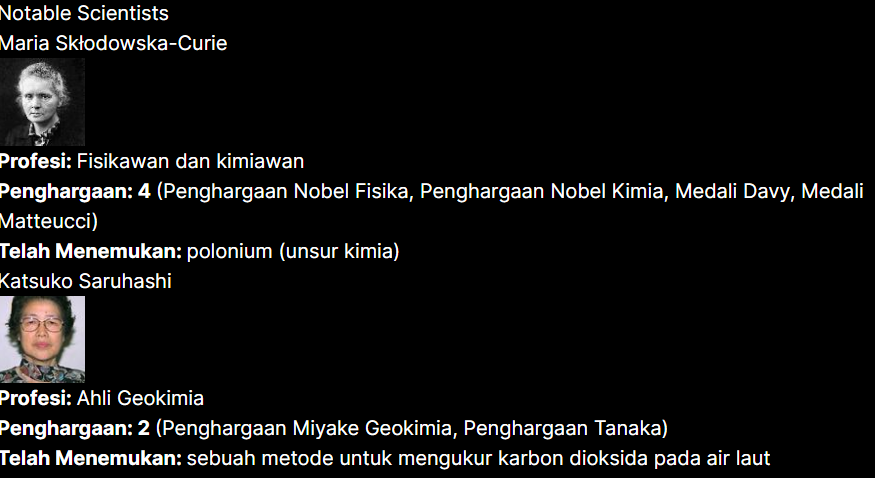 Notable Scientists
Maria Skłodowska-Curie
Profesi: Fisikawan dan kimiawan
Penghargaan: 4 (Penghargaan Nobel Fisika, Penghargaan Nobel Kimia, Medali Davy, Medali
Matteucci)
Telah Menemukan: polonium (unsur kimia)
Katsuko Saruhashi
Profesi: Ahli Geokimia
Penghargaan: 2 (Penghargaan Miyake Geokimia, Penghargaan Tanaka)
Telah Menemukan: sebuah metode untuk mengukur karbon dioksida pada air laut